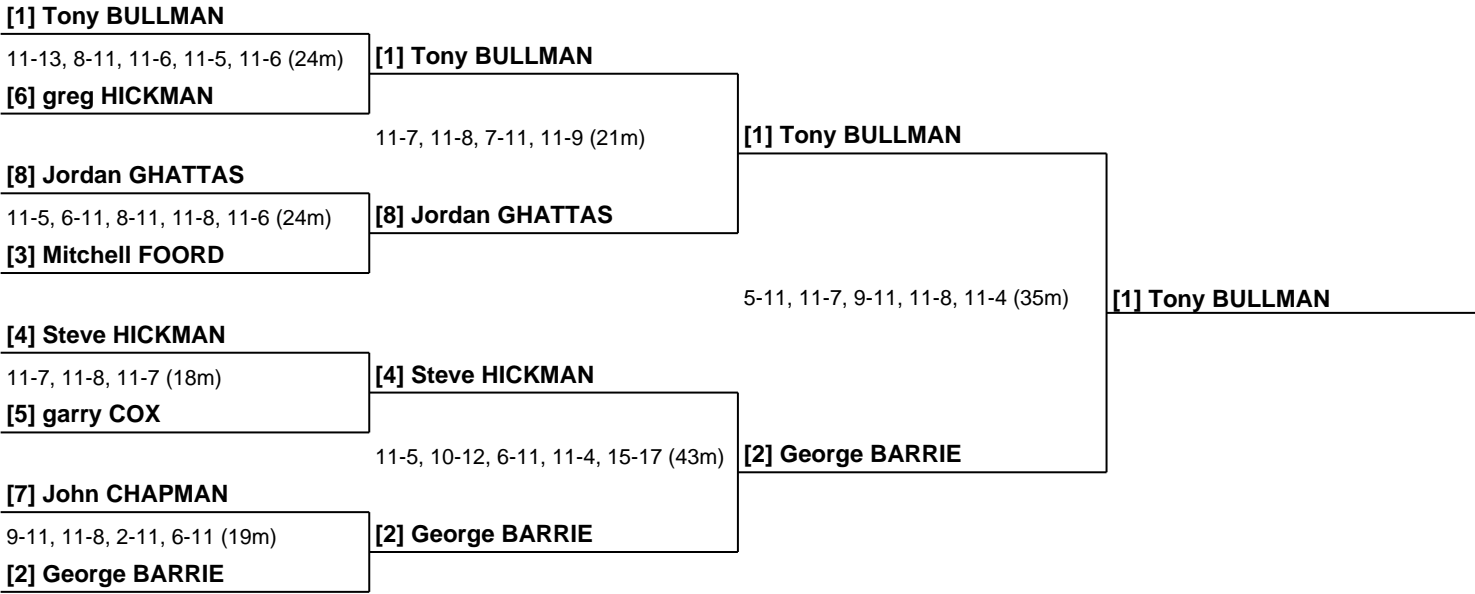 [1] Tony BULLMAN
11-13, 8-11, 11-6, 11-5, 11-6 (24m)
[1] Tony BULLMAN
[6] greg HICKMAN
11-7, 11-8, 7-11, 11-9 (21m)
[1] Tony BULLMAN
[8] Jordan GHATTAS
11-5, 6-11, 8-11, 11-8, 11-6 (24m)
[8] Jordan GHATTAS
[3] Mitchell FOORD
5-11, 11-7, 9-11, 11-8, 11-4 (35m)
[1] Tony BULLMAN
[4] Steve HICKMAN
11-7, 11-8, 11-7 (18m)
[4] Steve HICKMAN
[5] garry COX
11-5, 10-12, 6-11, 11-4, 15-17 (43m)
[2] George BARRIE
[7] John CHAPMAN
9-11, 11-8, 2-11, 6-11 (19m)
[2] George BARRIE
[2] George BARRIE